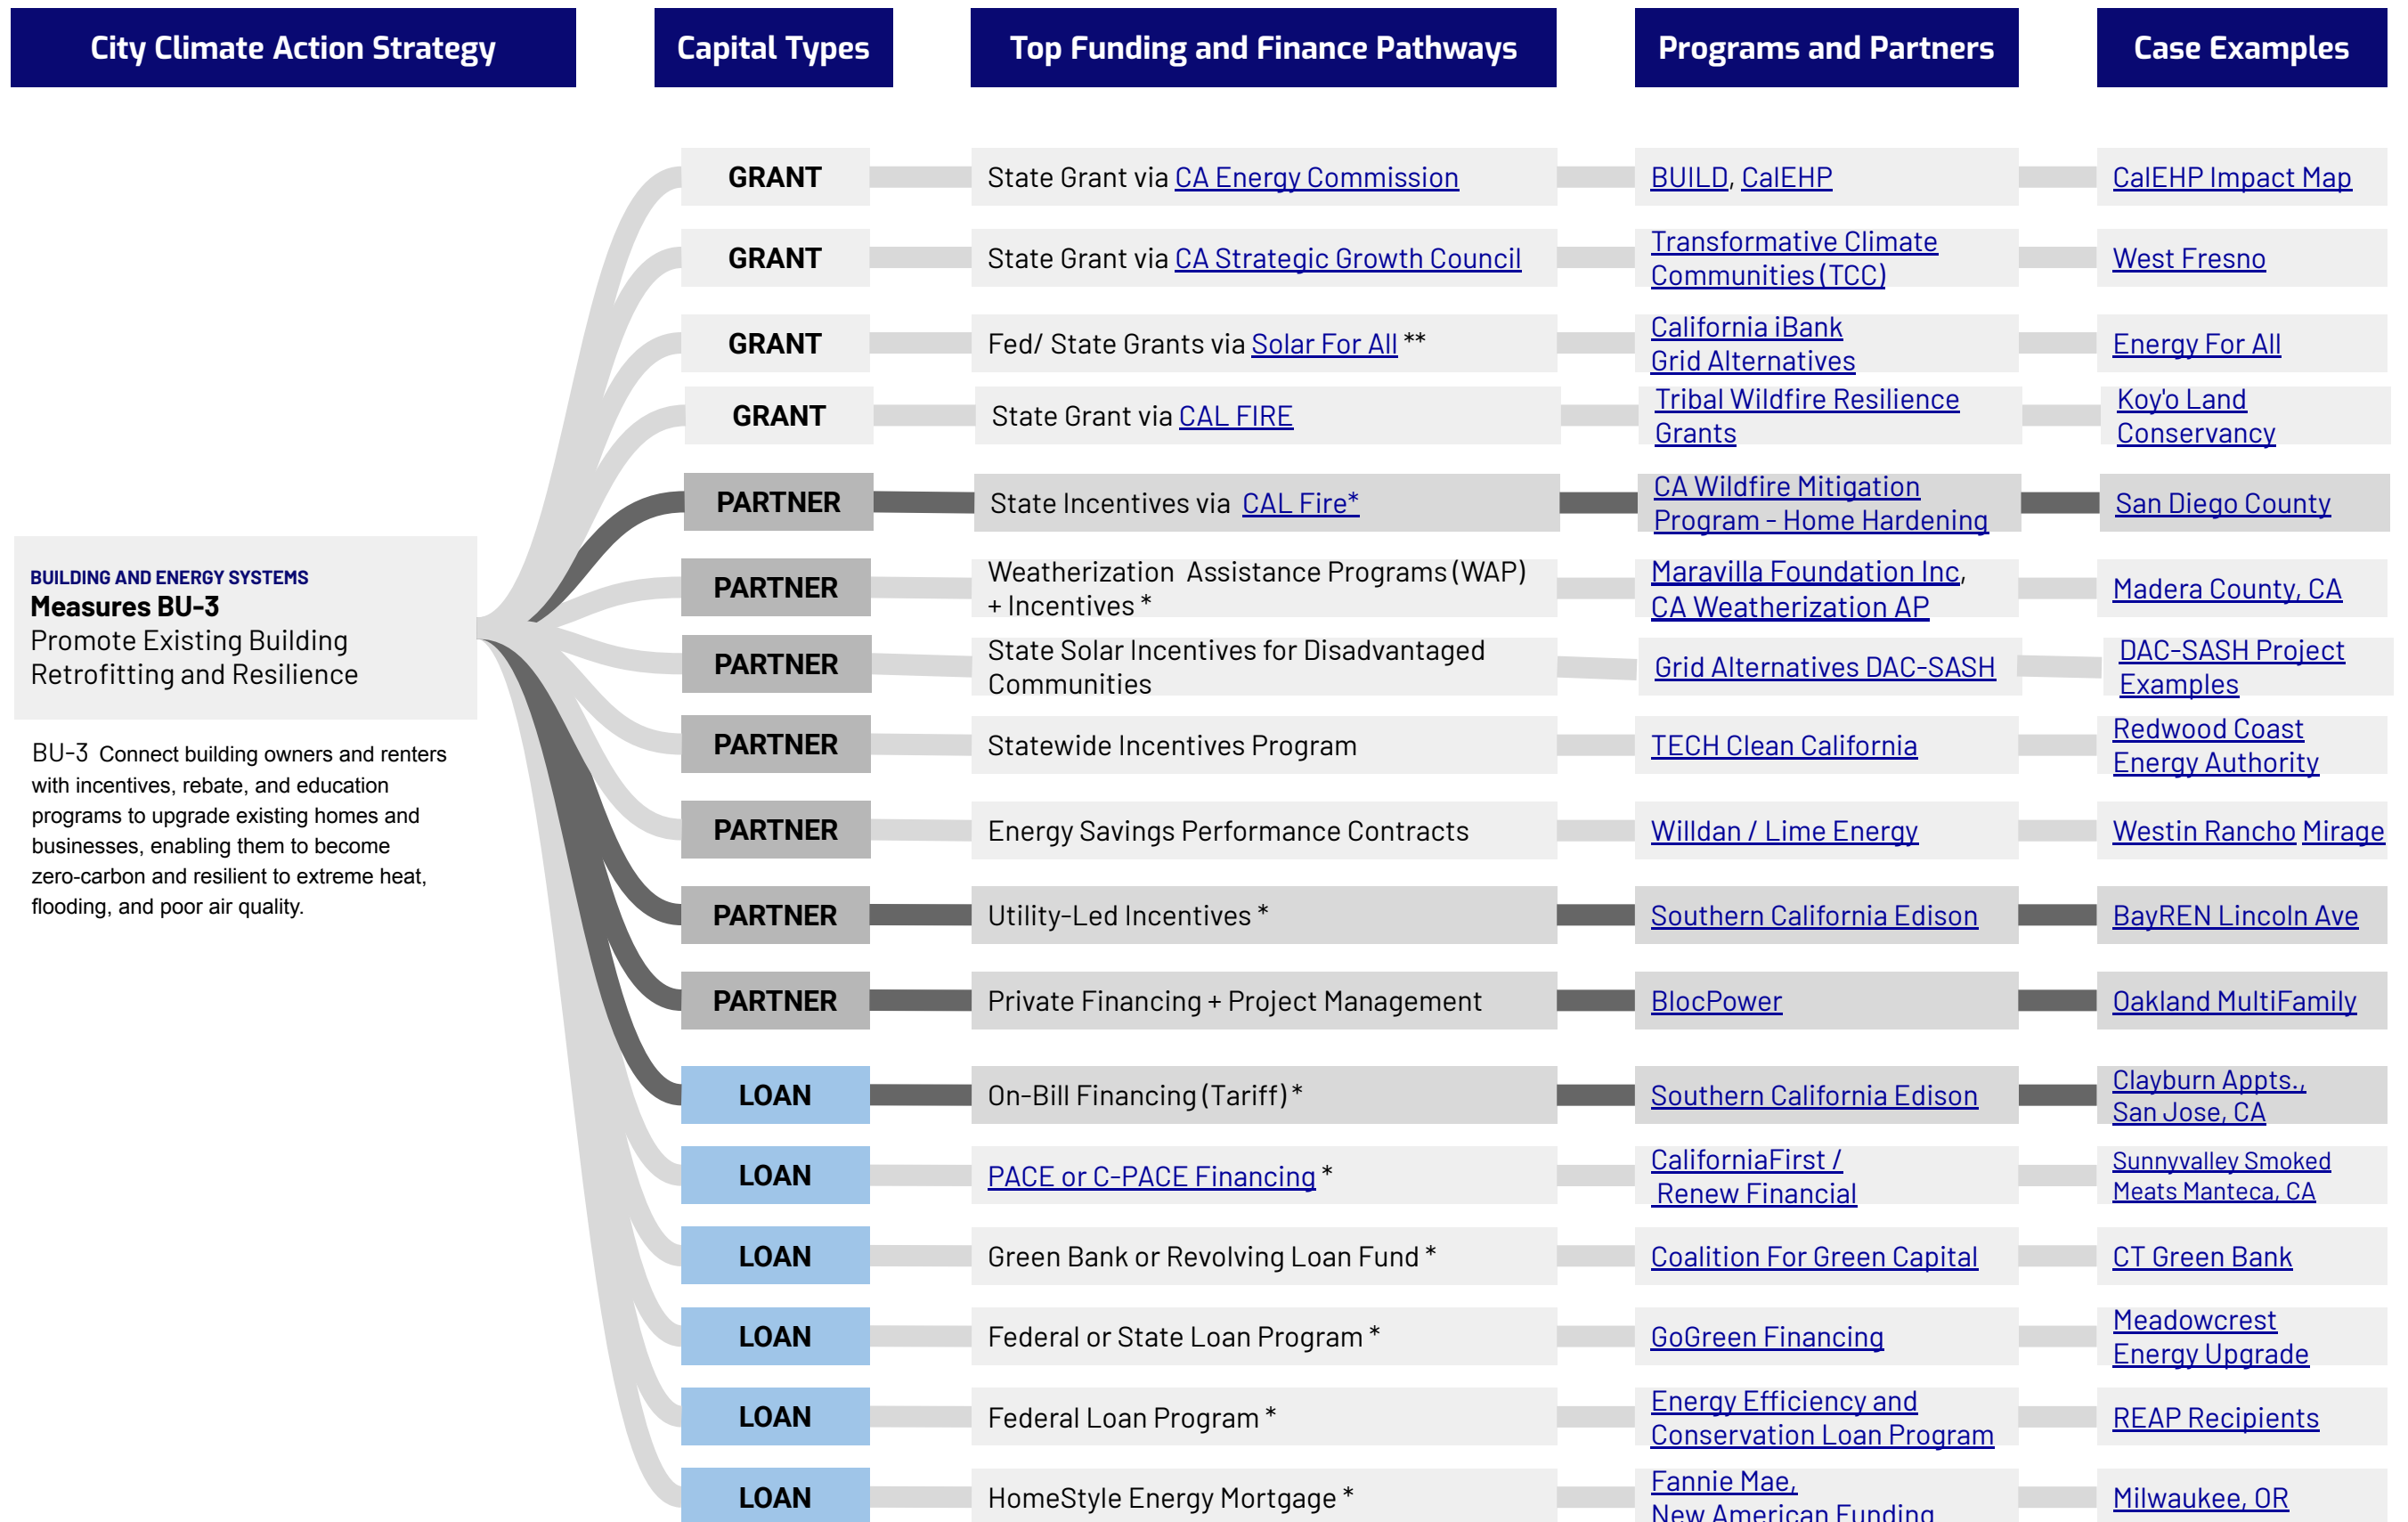 City Climate Action Strategy
Capital Types
Top Funding and Finance Pathways
Programs and Partners
Case Examples
BUILDING AND ENERGY SYSTEMS
Measures BU-3
Promote Existing Building
Retrofitting and Resilience
BU-3 Connect building owners and renters
with incentives, rebate, and education
programs to upgrade existing homes and
businesses, enabling them to become
zero-carbon and resilient to extreme heat,
flooding, and poor air quality.
GRANT
State Grant via CA Energy Commission
BUILD, CalEHP
CalEHP Impact Map
GRANT
State Grant via CA Strategic Growth Council
Transformative Climate
Communities (TCC)
West Fresno
GRANT
Fed/ State Grants via Solar For All **
California iBank
Grid Alternatives
Energy For All
GRANT
State Grant via CAL FIRE
Tribal Wildfire Resilience
Grants
Koy'o Land
Conservancy
PARTNER
State Incentives via CAL Fire*
CA Wildfire Mitigation
Program - Home Hardening
San Diego County
PARTNER
Weatherization Assistance Programs (WAP)
+ Incentives *
Maravilla Foundation Inc,
CA Weatherization AP
Madera County, CA
PARTNER
State Solar Incentives for Disadvantaged
Communities
Grid Alternatives DAC-SASH
DAC-SASH Project
Examples
PARTNER
Statewide Incentives Program
TECH Clean California
Redwood Coast
Energy Authority
PARTNER
Energy Savings Performance Contracts
Willdan / Lime Energy
Westin Rancho Mirage
PARTNER
Utility-Led Incentives *
Southern California Edison
BayREN Lincoln Ave
PARTNER
Private Financing + Project Management
BlocPower
Oakland MultiFamily
LOAN
On-Bill Financing (Tariff) *
Southern California Edison
Clayburn Appts.,
San Jose, CA
LOAN
PACE or C-PACE Financing *
CaliforniaFirst /
Renew Financial
Sunnyvalley Smoked
Meats Manteca, CA
LOAN
Green Bank or Revolving Loan Fund *
Coalition For Green Capital
CT Green Bank
LOAN
Federal or State Loan Program *
GoGreen Financing
Meadowcrest
Energy Upgrade
LOAN
Federal Loan Program *
Energy Efficiency and
Conservation Loan Program
REAP Recipients
LOAN
HomeStyle Energy Mortgage *
Fannie Mae,
New American Funding
Milwaukee, OR